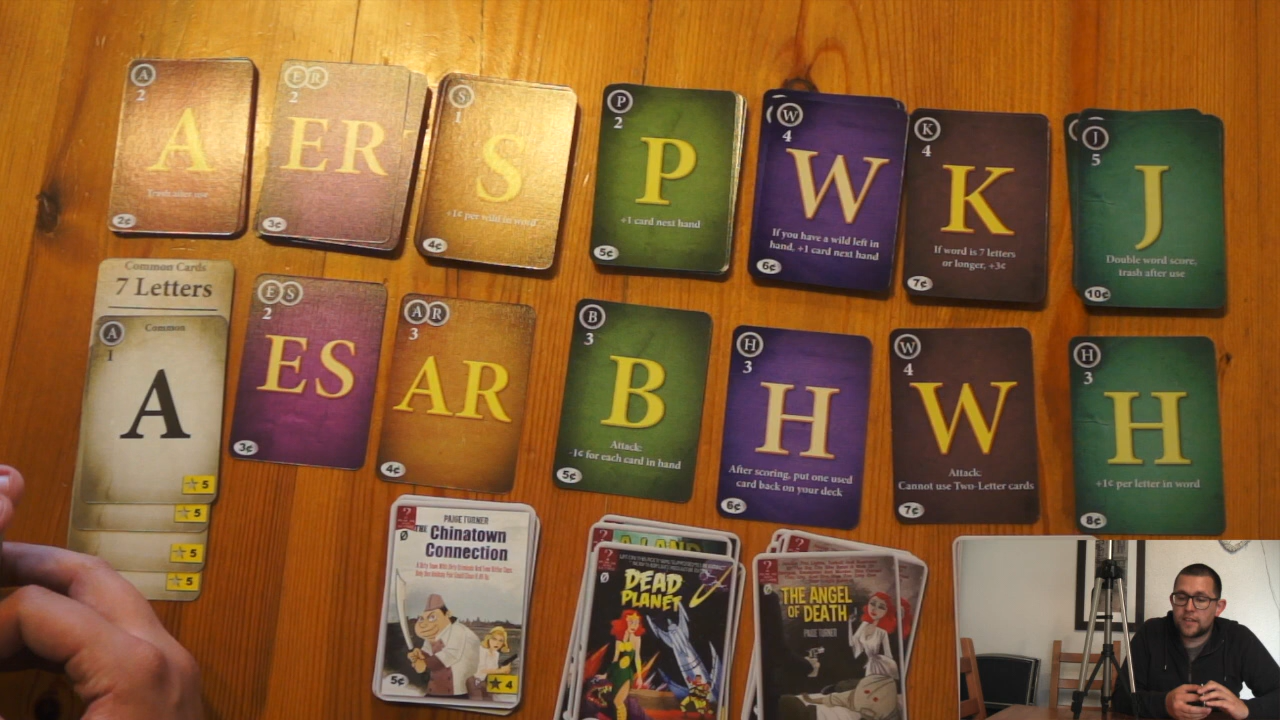 A
2
A
Trash after use
2¢
ER
2
ER
3¢
S
1
S
+1¢ per wild in word
4¢
P
2
P
+1 card next hand
5¢
W
4
W
If you have a wild left in
hand, +1 card next hand
6¢
K
4
K
If word is 7 letters
or longer, +3¢
7¢
J
5
J
Double word score,
trash after use
10¢
Common Cards
7 Letters
A
Common
1
A
★5
★5
★5
★5
ES
2
ES
3¢
AR
3
AR
4¢
B
3
B
Attack:
-1¢ for each card in hand
5¢
H
3
H
After scoring, put one used
card back on your deck
6¢
W
4
W
Attack:
Cannot use Two-Letter cards
7¢
H
3
H
+1¢ per letter in word
8¢
?
0
PAIGE TURNER
THE Chinatown
Connection
5¢
★4
?
0
A LAND
DEAD
PLANET
?
0
THE ANGEL
OF DEATH
PAIGE TURNER